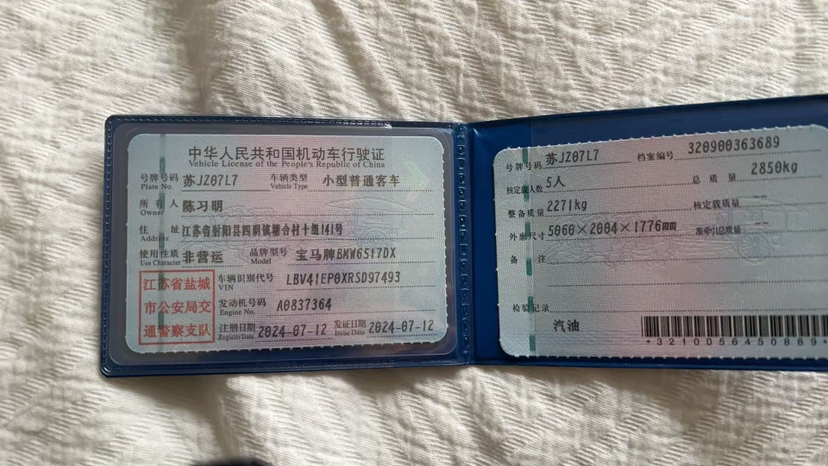 中华人民共和国机动车行驶证
Vehicle License of the People's Republic of China
号牌号码 苏JZ07L7 车辆类型 小型普通客车
Plate No. Vehicle Type
所有人 陈习明
Owner
住址 江苏省射阳县四明镇塘合村十组141号
Address
使用性质 非营运 品牌型号 宝马牌BMW6517DX
Use Character Model
江苏省盐城
市公安局交
通警察支队
车辆识别代号 LBV41EP0XRSD97493
VIN
发动机号码 A0837364
Engine No.
注册日期 2024-07-12 发证日期 2024-07-12
Register Date Issue Date
号牌号码 苏JZ07L7 档案编号 320900363689
核定载人数 5人 总质量 2850kg
整备质量 2271kg 核定载质量 --
外廓尺寸 5060×2004×1776mm 准牵引总质量 --
备注
检验记录
汽油
*3210056450889*